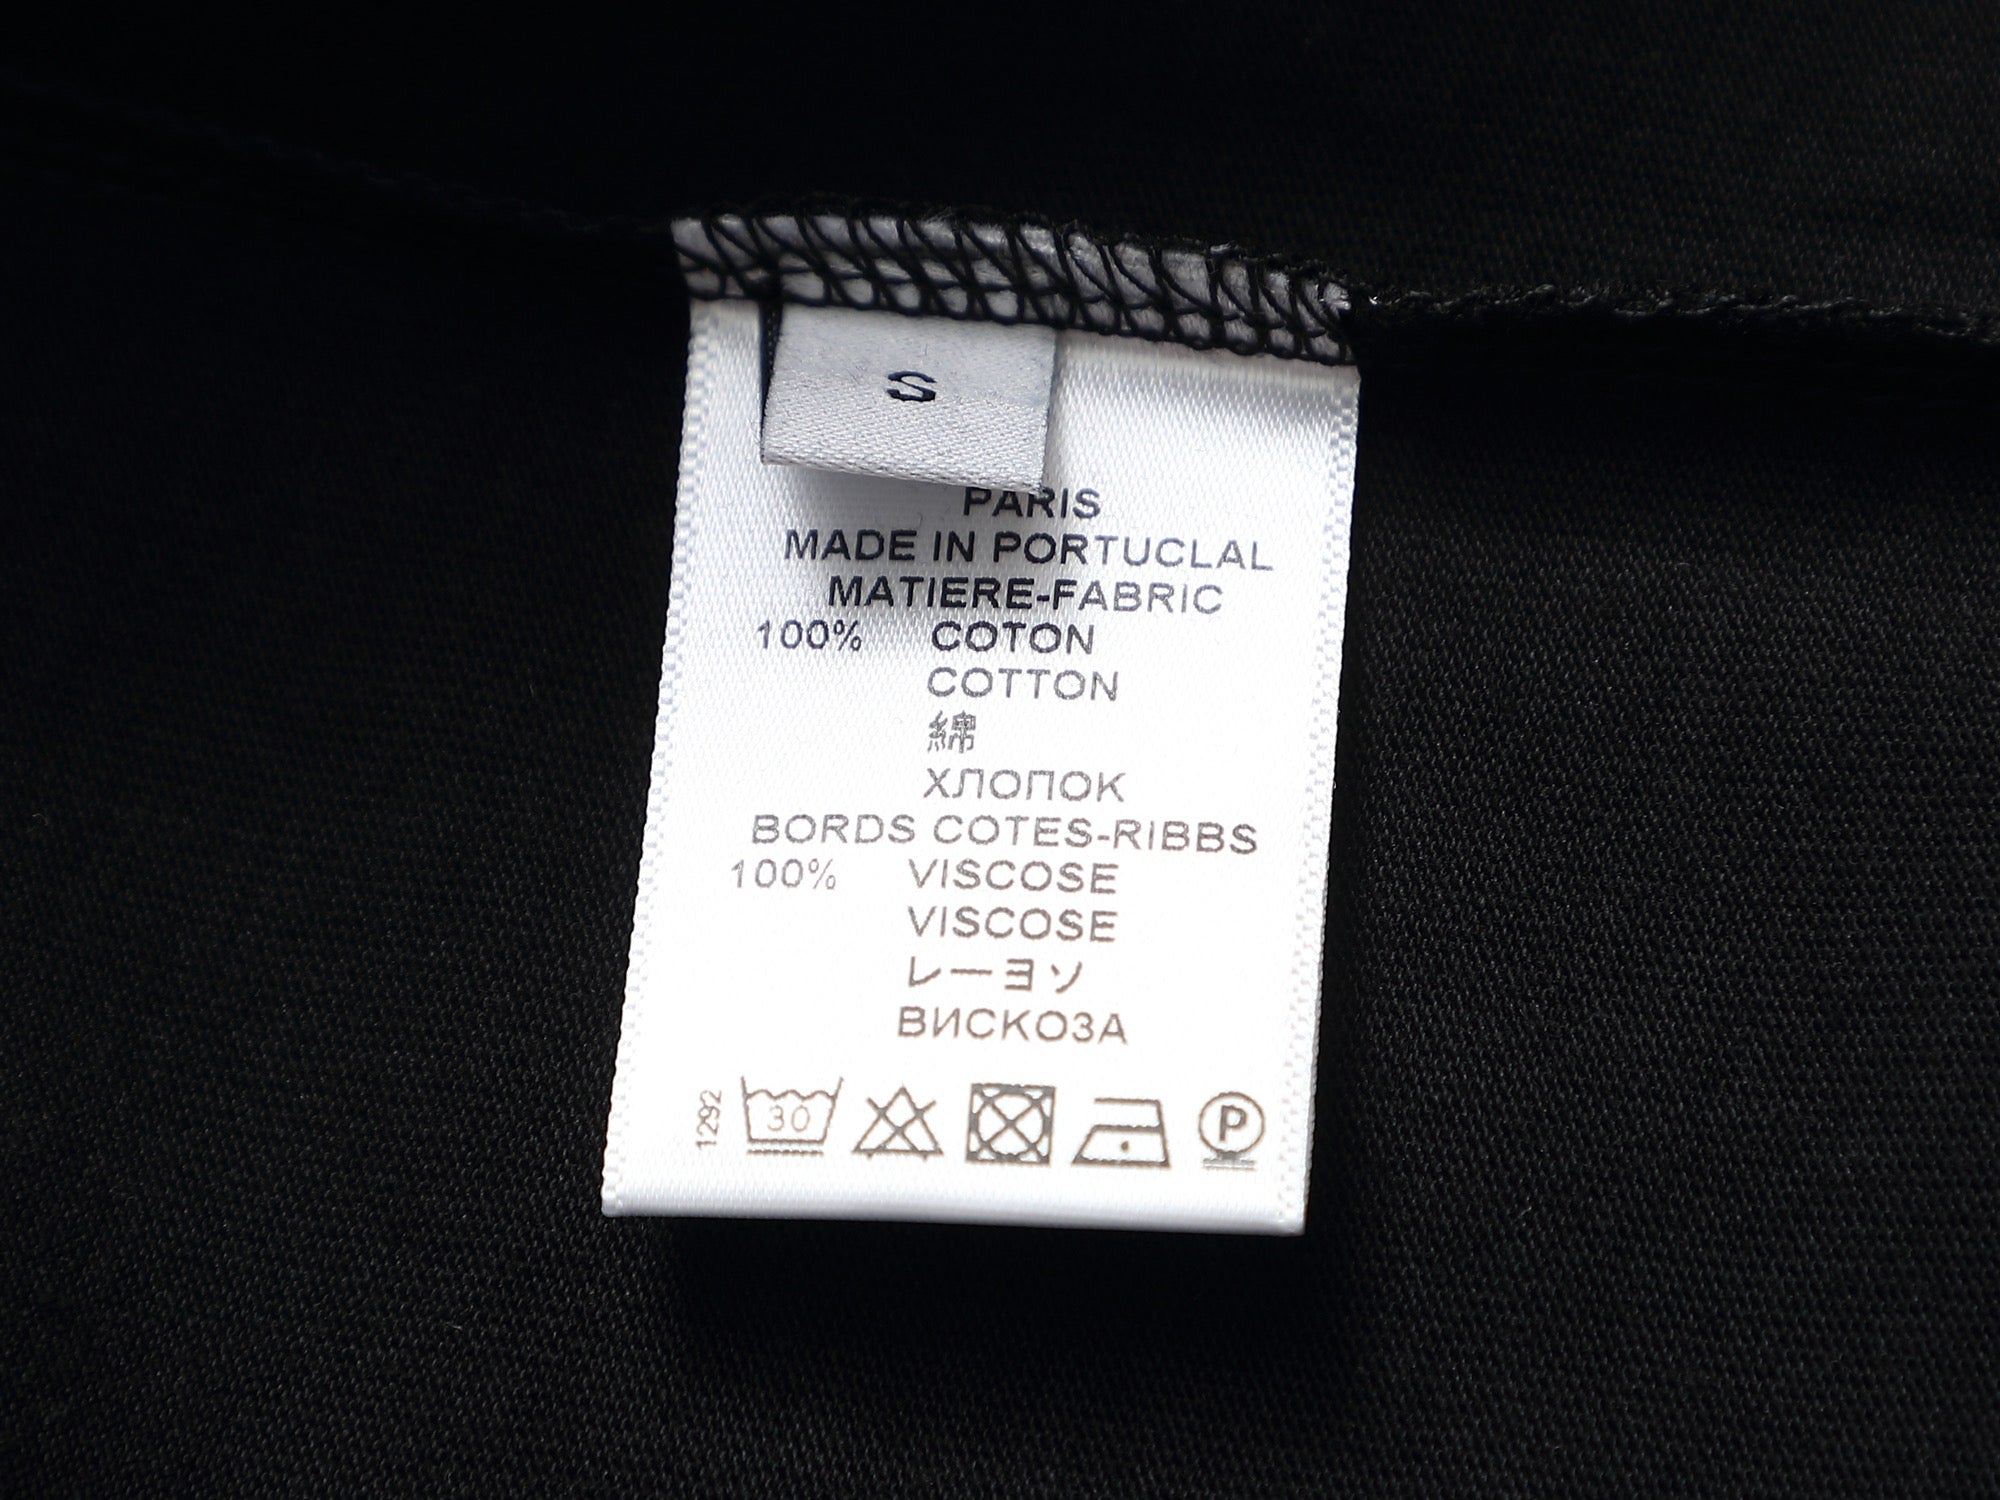 S
PARIS
MADE IN PORTUCLAL
MATIERE-FABRIC
100% COTON
COTTON
綿
ХЛОПОК
BORDS COTES-RIBBS
100% VISCOSE
VISCOSE
レーヨソ
ВИСКОЗА
1292
30
P